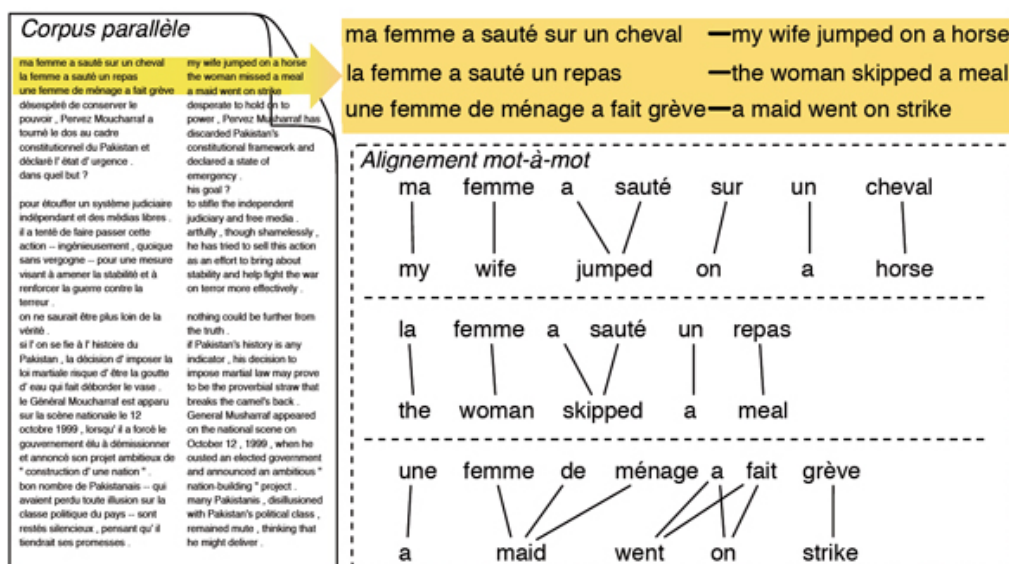 Corpus parallèle
ma femme a sauté sur un cheval
la femme a sauté un repas
une femme de ménage a fait grève
désespéré de conserver le
pouvoir , Pervez Moucharraf a
tourné le dos au cadre
constitutionnel du Pakistan et
déclaré l' état d' urgence .
dans quel but ?
pour étouffer un système judiciaire
indépendant et des médias libres .
il a tenté de faire passer cette
action -- ingénieusement , quoique
sans vergogne -- pour une mesure
visant à amener la stabilité et à
renforcer la guerre contre la
terreur .
on ne saurait être plus loin de la
vérité .
si l' on se fie à l' histoire du
Pakistan , la décision d' imposer la
loi martiale risque d' être la goutte
d' eau qui fait déborder le vase .
le Général Moucharraf est apparu
sur la scène nationale le 12
octobre 1999 , lorsqu' il a forcé le
gouvernement élu à démissionner
et annoncé son projet ambitieux de
" construction d' une nation " .
bon nombre de Pakistanais -- qui
avaient perdu toute illusion sur la
classe politique du pays -- sont
restés silencieux , pensant qu' il
tiendrait ses promesses .
my wife jumped on a horse
the woman missed a meal
a maid went on strike
desperate to hold on to
power , Pervez Musharraf has
discarded Pakistan's
constitutional framework and
declared a state of
emergency .
his goal ?
to stifle the independent
judiciary and free media .
artfully , though shamelessly ,
he has tried to sell this action
as an effort to bring about
stability and help fight the war
on terror more effectively .
nothing could be further from
the truth .
if Pakistan's history is any
indicator , his decision to
impose martial law may prove
to be the proverbial straw that
breaks the camel's back .
General Musharraf appeared
on the national scene on
October 12 , 1999 , when he
ousted an elected government
and announced an ambitious "
nation-building " project .
many Pakistanis , disillusioned
with Pakistan's political class ,
remained mute , thinking that
he might deliver .
ma femme a sauté sur un cheval —my wife jumped on a horse
la femme a sauté un repas —the woman skipped a meal
une femme de ménage a fait grève—a maid went on strike
Alignement mot-à-mot
ma femme a sauté sur un cheval
my wife jumped on a horse
la femme a sauté un repas
the woman skipped a meal
une femme de ménage a fait grève
a maid went on strike